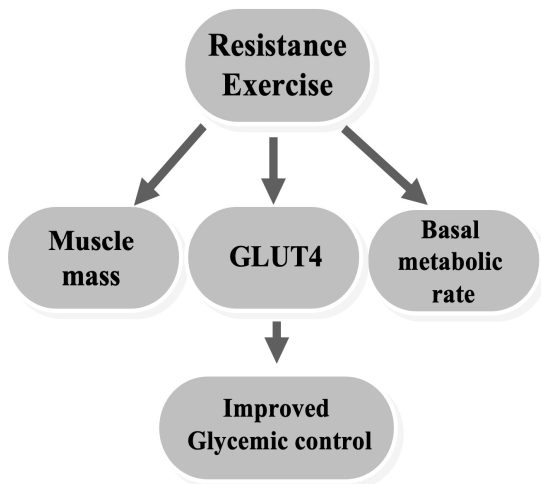 Resistance
Exercise
Muscle
mass
GLUT4
Basal
metabolic
rate
Improved
Glycemic control